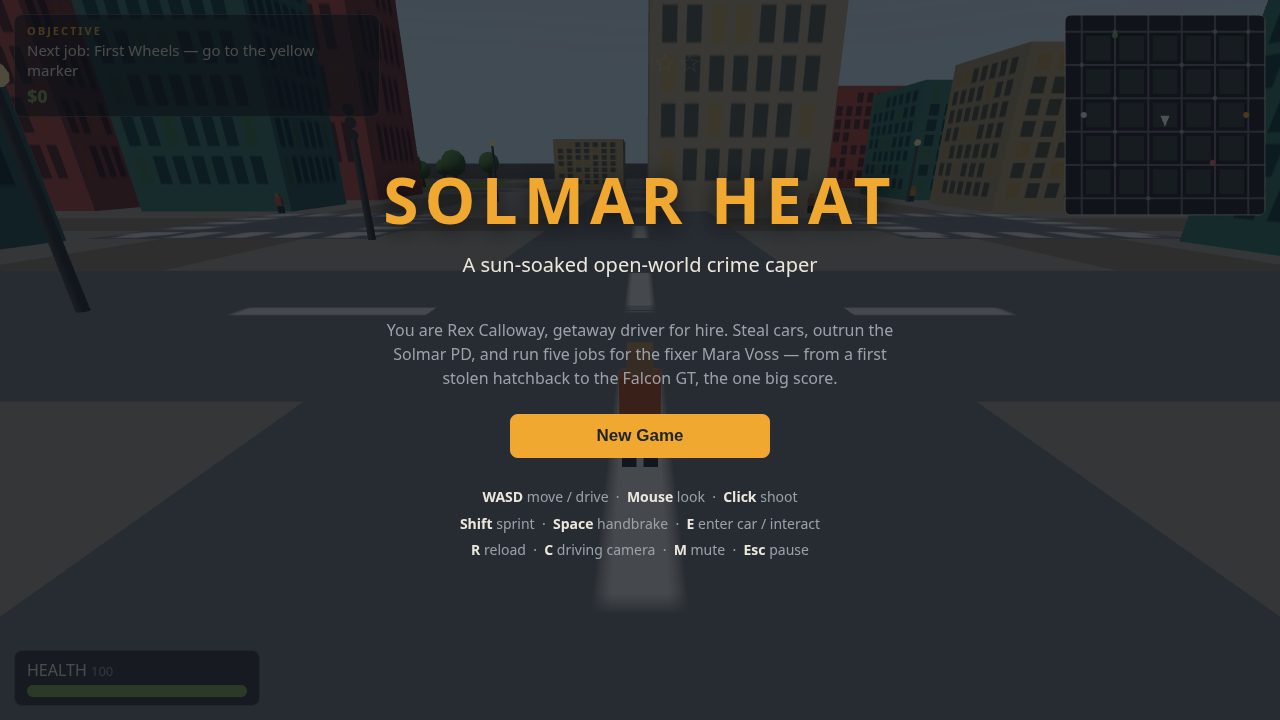 OBJECTIVE
Next job: First Wheels — go to the yellow
marker
$0
SOLMAR HEAT
A sun-soaked open-world crime caper
You are Rex Calloway, getaway driver for hire. Steal cars, outrun the
Solmar PD, and run five jobs for the fixer Mara Voss — from a first
stolen hatchback to the Falcon GT, the one big score.
New Game
WASD move / drive · Mouse look · Click shoot
Shift sprint · Space handbrake · E enter car / interact
R reload · C driving camera · M mute · Esc pause
HEALTH 100